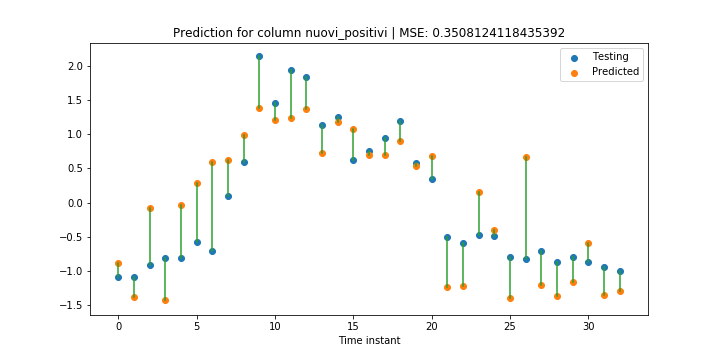 Prediction for column nuovi_positivi | MSE: 0.3508124118435392
Testing
Predicted
2.0
1.5
1.0
0.5
0.0
−0.5
−1.0
−1.5
0 5 10 15 20 25 30
Time instant